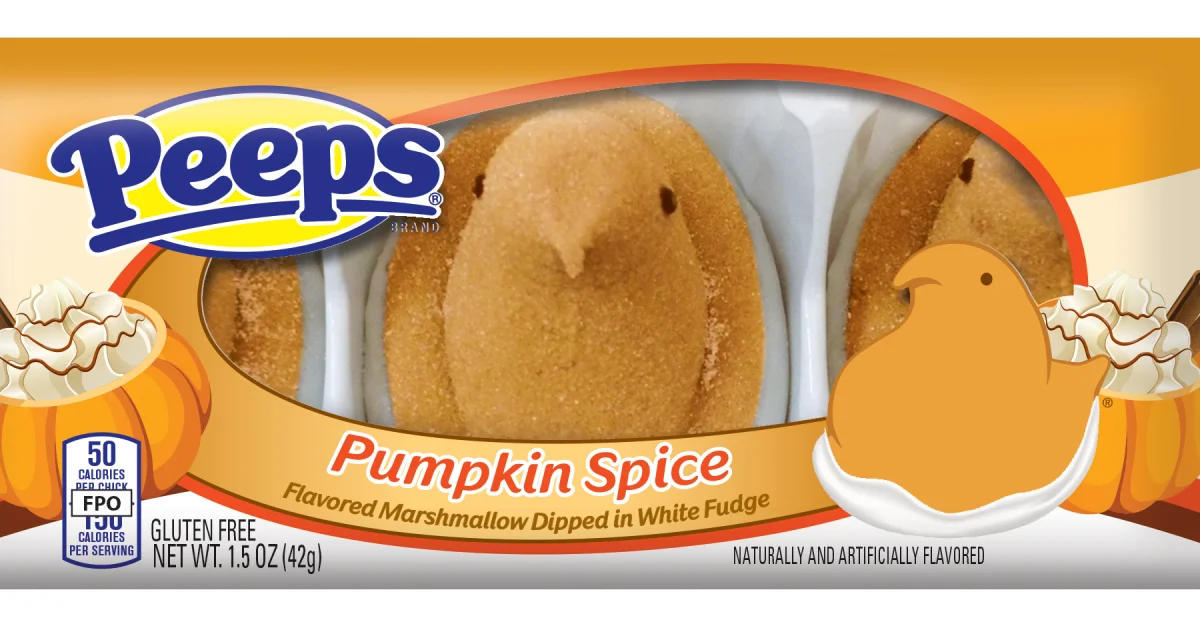 Peeps®
BRAND
Pumpkin Spice
Flavored Marshmallow Dipped in White Fudge
®
50
CALORIES
PER CHICK
FPO
150
CALORIES
PER SERVING
GLUTEN FREE
NET WT. 1.5 OZ (42g)
NATURALLY AND ARTIFICIALLY FLAVORED